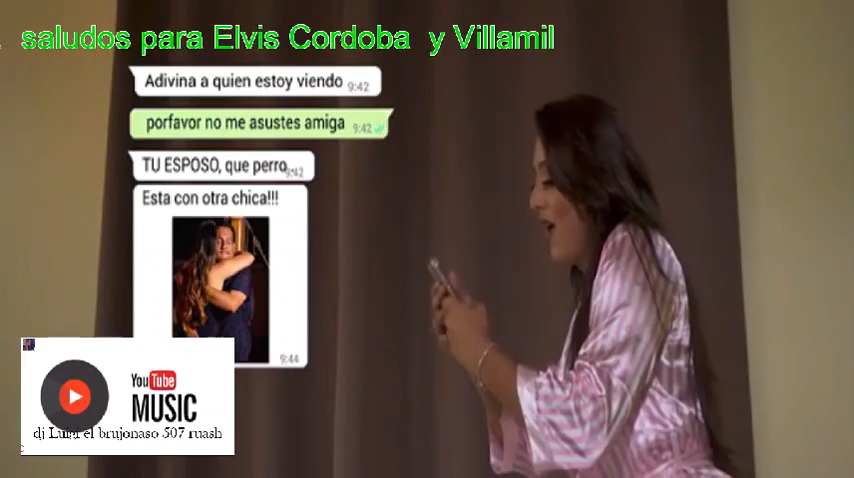 saludos para Elvis Cordoba y Villamil
Adivina a quien estoy viendo 9:42
porfavor no me asustes amiga 9:42
TU ESPOSO, que perro 9:42
Esta con otra chica!!!
9:44
YouTube
MUSIC
dj Luigi el brujonaso 507 ruash